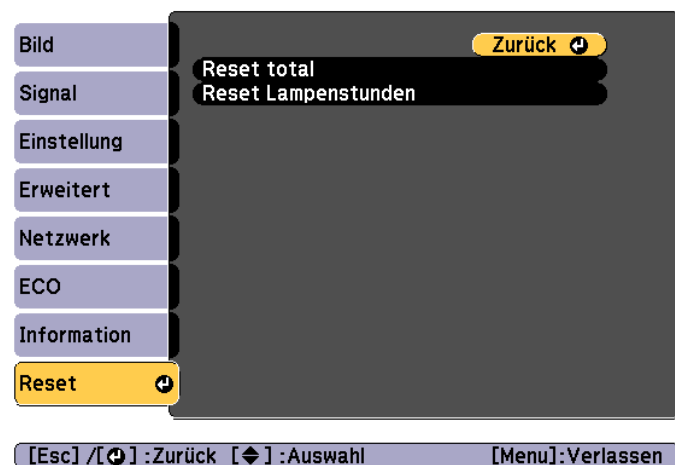 Bild
Signal
Einstellung
Erweitert
Netzwerk
ECO
Information
Reset
Zurück
Reset total
Reset Lampenstunden
[Esc] /[ ] :Zurück [ ] :Auswahl [Menu]:Verlassen